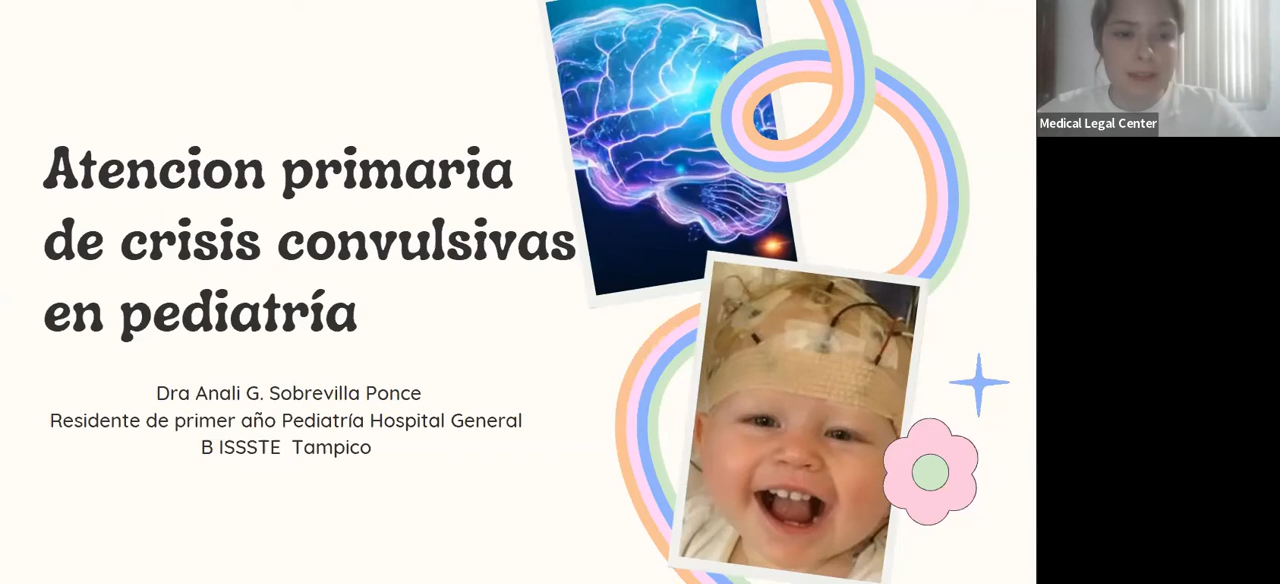 Atencion primaria
de crisis convulsivas
en pediatría
Dra Anali G. Sobrevilla Ponce
Residente de primer año Pediatría Hospital General
B ISSSTE Tampico
Medical Legal Center